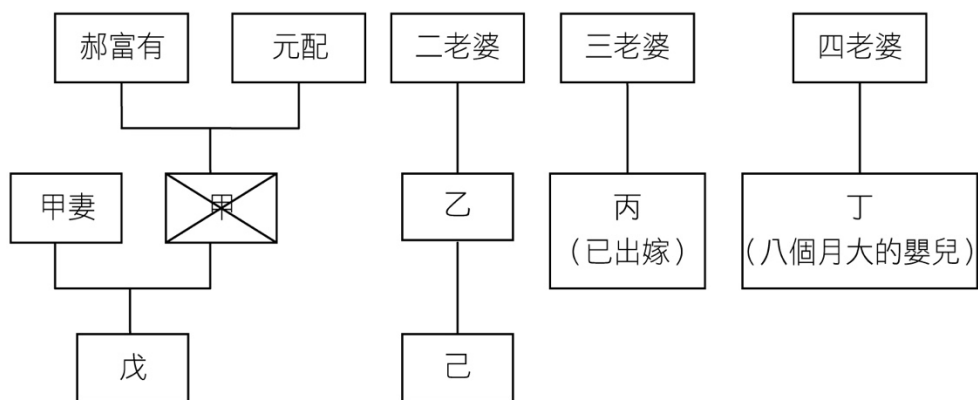 郝富有
元配
二老婆
三老婆
四老婆
甲妻
甲
乙
丙
（已出嫁）
丁
（八個月大的嬰兒）
戊
己